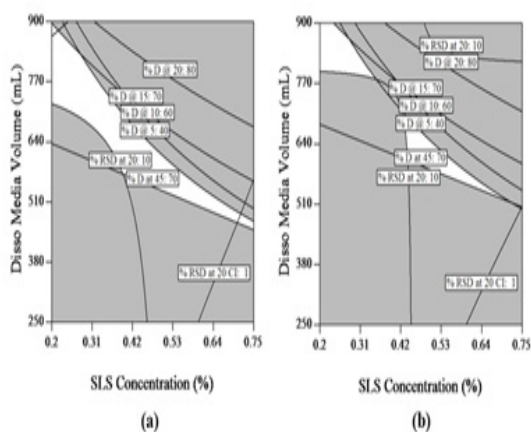 900
770
640
510
380
250
Disso Media Volume (mL)
% D @ 20: 80
% D @ 15: 70
% D @ 10: 60
% D @ 5: 40
% RSD at 20: 10
% D at 45: 70
% RSD at 20 CI: 1
0.2 0.31 0.42 0.53 0.64 0.75
SLS Concentration (%)
(a)
900
770
640
510
380
250
Disso Media Volume (mL)
% RSD at 20: 10
% D @ 20: 80
% D @ 15: 70
% D @ 10: 60
% D @ 5: 40
% D at 45: 70
% RSD at 20: 10
% RSD at 20 CI: 1
0.2 0.31 0.42 0.53 0.64 0.75
SLS Concentration (%)
(b)